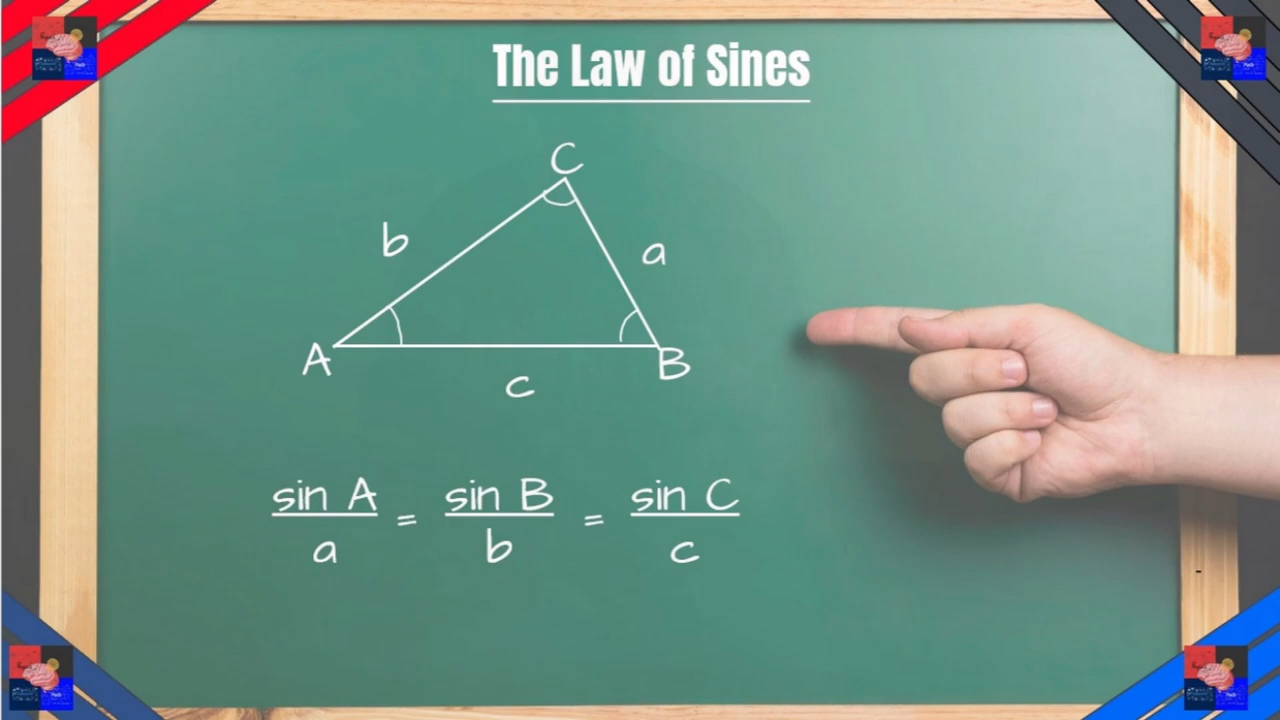 The Law of Sines
C
b
a
A
B
c
sin A = sin B = sin C
a b c